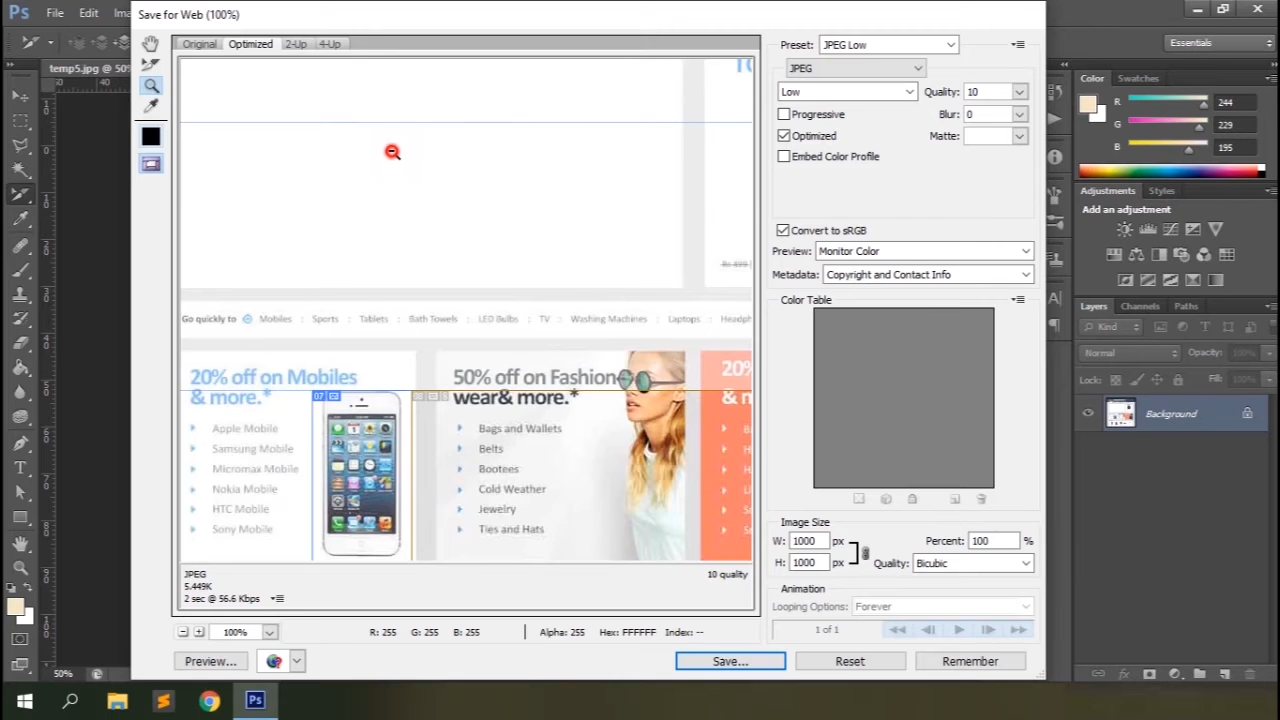 Ps File Edit
Save for Web (100%)
Original Optimized 2-Up 4-Up
Preset: JPEG Low
Essentials
temp5.jpg @ 50%
JPEG
Low Quality: 10
Progressive Blur: 0
Optimized Matte:
Embed Color Profile
Convert to sRGB
Preview: Monitor Color
Metadata: Copyright and Contact Info
Color Table
Color Swatches
R 244
G 229
B 195
Adjustments Styles
Add an adjustment
Layers Channels Paths
Kind
Normal Opacity: 100%
Lock: Fill: 100%
Background
Go quickly to Mobiles : Sports : Tablets : Bath Towels : LED Bulbs : TV : Washing Machines : Laptops :
20% off on Mobiles
& more.*
Apple Mobile
Samsung Mobile
Micromax Mobile
Nokia Mobile
HTC Mobile
Sony Mobile
07
50% off on Fashion
wear& more.*
Bags and Wallets
Belts
Bootees
Cold Weather
Jewelry
Ties and Hats
20
& m
JPEG
5.449K
2 sec @ 56.6 Kbps
10 quality
Image Size
W: 1000 px Percent: 100 %
H: 1000 px Quality: Bicubic
Animation
Looping Options: Forever
1 of 1
100% R: 255 G: 255 B: 255 Alpha: 255 Hex: FFFFFF Index: --
Preview... Save... Reset Remember
50%
Ps